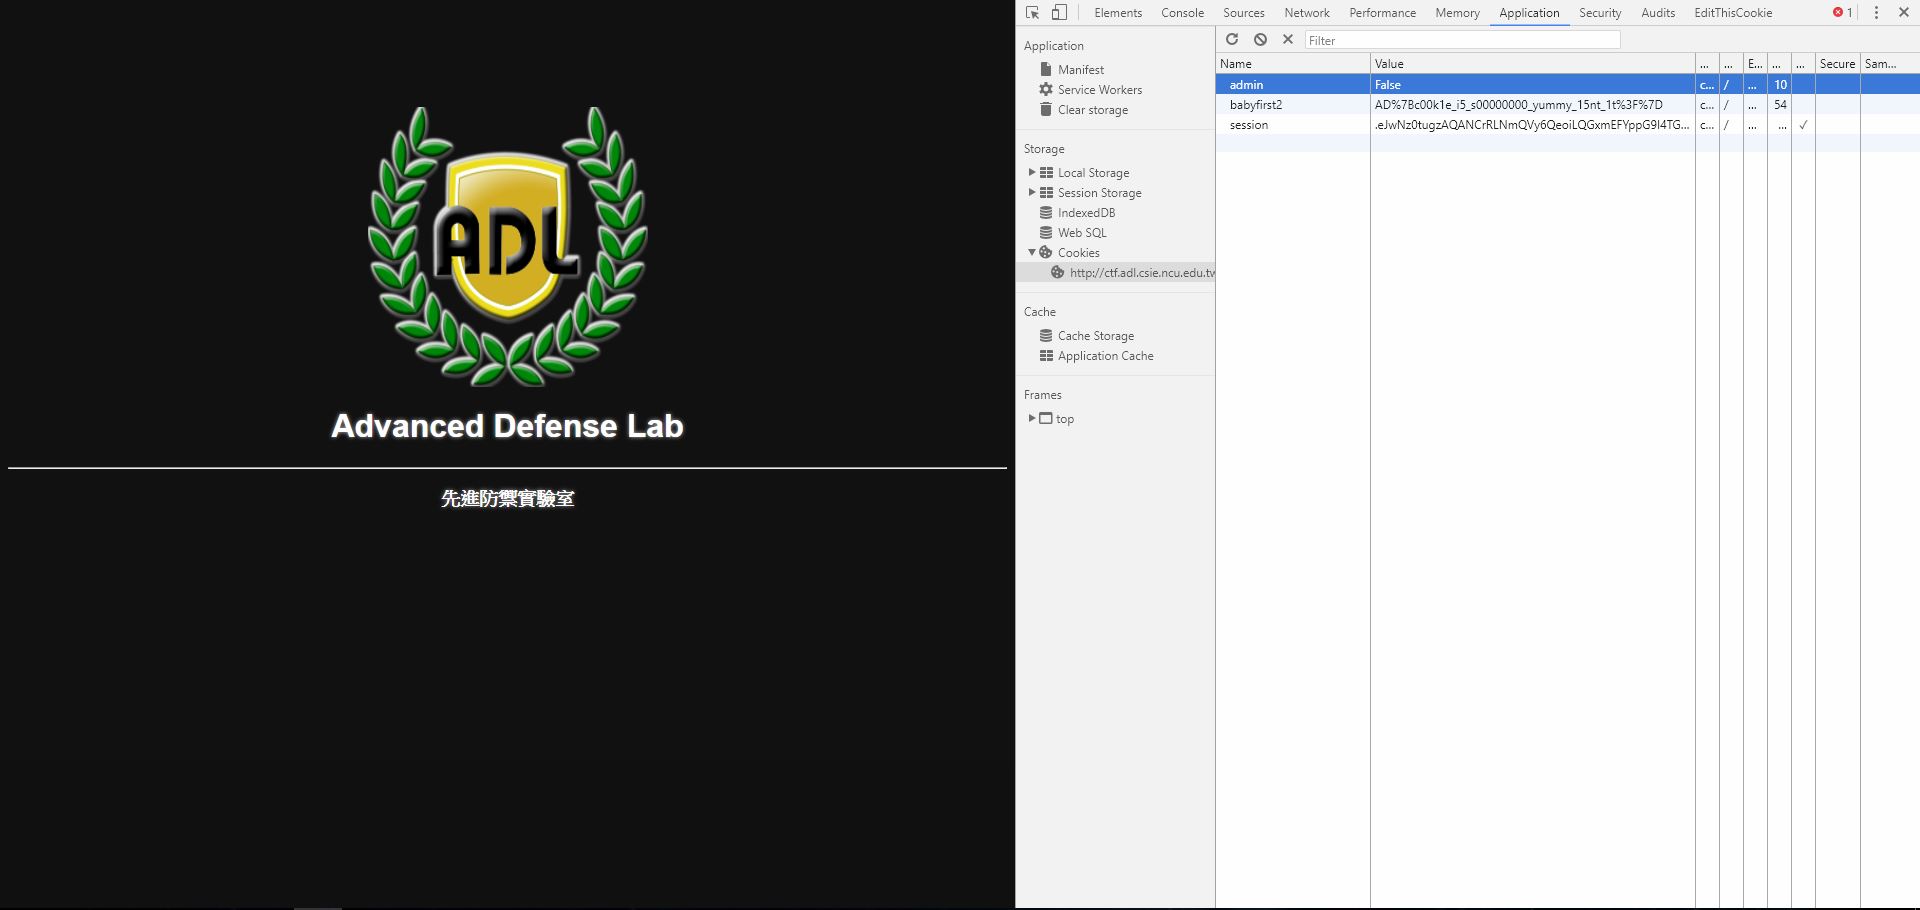 ADL
Advanced Defense Lab
先進防禦實驗室
Elements Console Sources Network Performance Memory Application Security Audits EditThisCookie 1
Application
Manifest
Service Workers
Clear storage
Storage
Local Storage
Session Storage
IndexedDB
Web SQL
Cookies
http://ctf.adl.csie.ncu.edu.tw
Cache
Cache Storage
Application Cache
Frames
top
Filter
Name Value ... ... E... ... ... Secure Sam...
admin False c... / ... 10
babyfirst2 AD%7Bc00k1e_i5_s00000000_yummy_15nt_1t%3F%7D c... / ... 54
session .eJwNz0tugzAQANCrRLNmQVy6QeoiLQGxmEFYppG9I4TG... c... / ... ... ✓